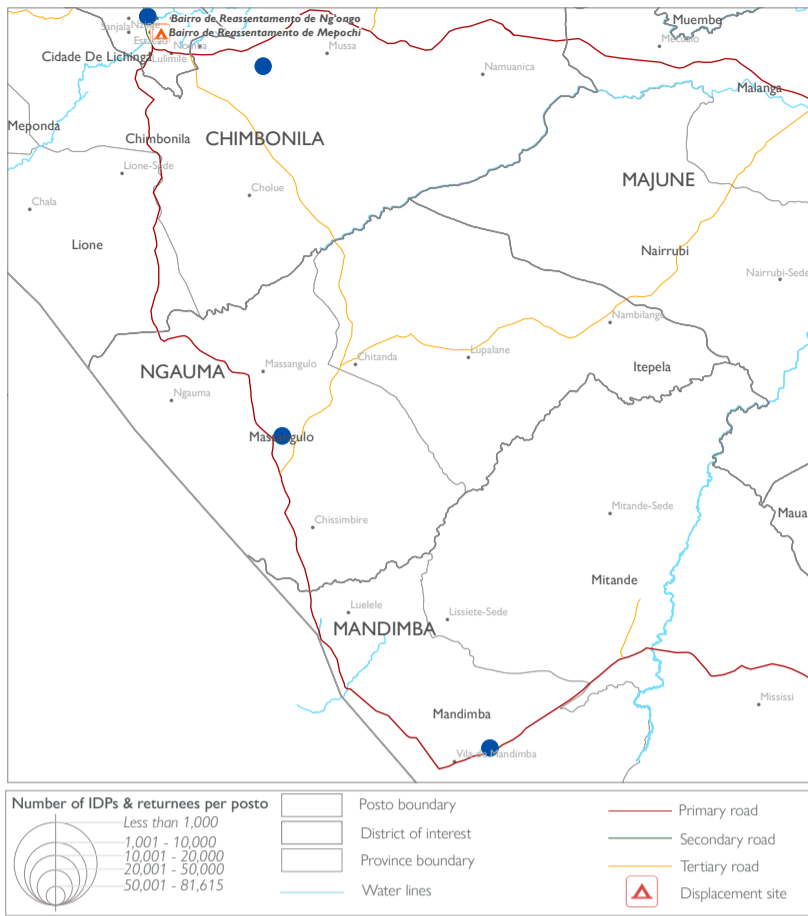 Bairro de Reassentamento de Ng'ongo
Muembe
Sanjala
Bairro de Reassentamento de Mepochi
Nomba
Mussa
Cidade De Lichinga
Lulimile
Namuanica
Malanga
Meponda
Chimbonila
CHIMBONILA
Lione-Sede
MAJUNE
Cholue
Chala
Lione
Nairrubi
Nairrubi-Sede
Nambilange
Massangulo
Chitanda
Lupalane
Itepela
NGAUMA
Ngauma
Massangulo
Mitande-Sede
Maua
Chissimbire
Mitande
Luelele
Lissiete-Sede
MANDIMBA
Mississi
Mandimba
Vila de Mandimba
Number of IDPs & returnees per posto
Less than 1,000
1,001 - 10,000
10,001 - 20,000
20,001 - 50,000
50,001 - 81,615
Posto boundary
District of interest
Province boundary
Water lines
Primary road
Secondary road
Tertiary road
Displacement site